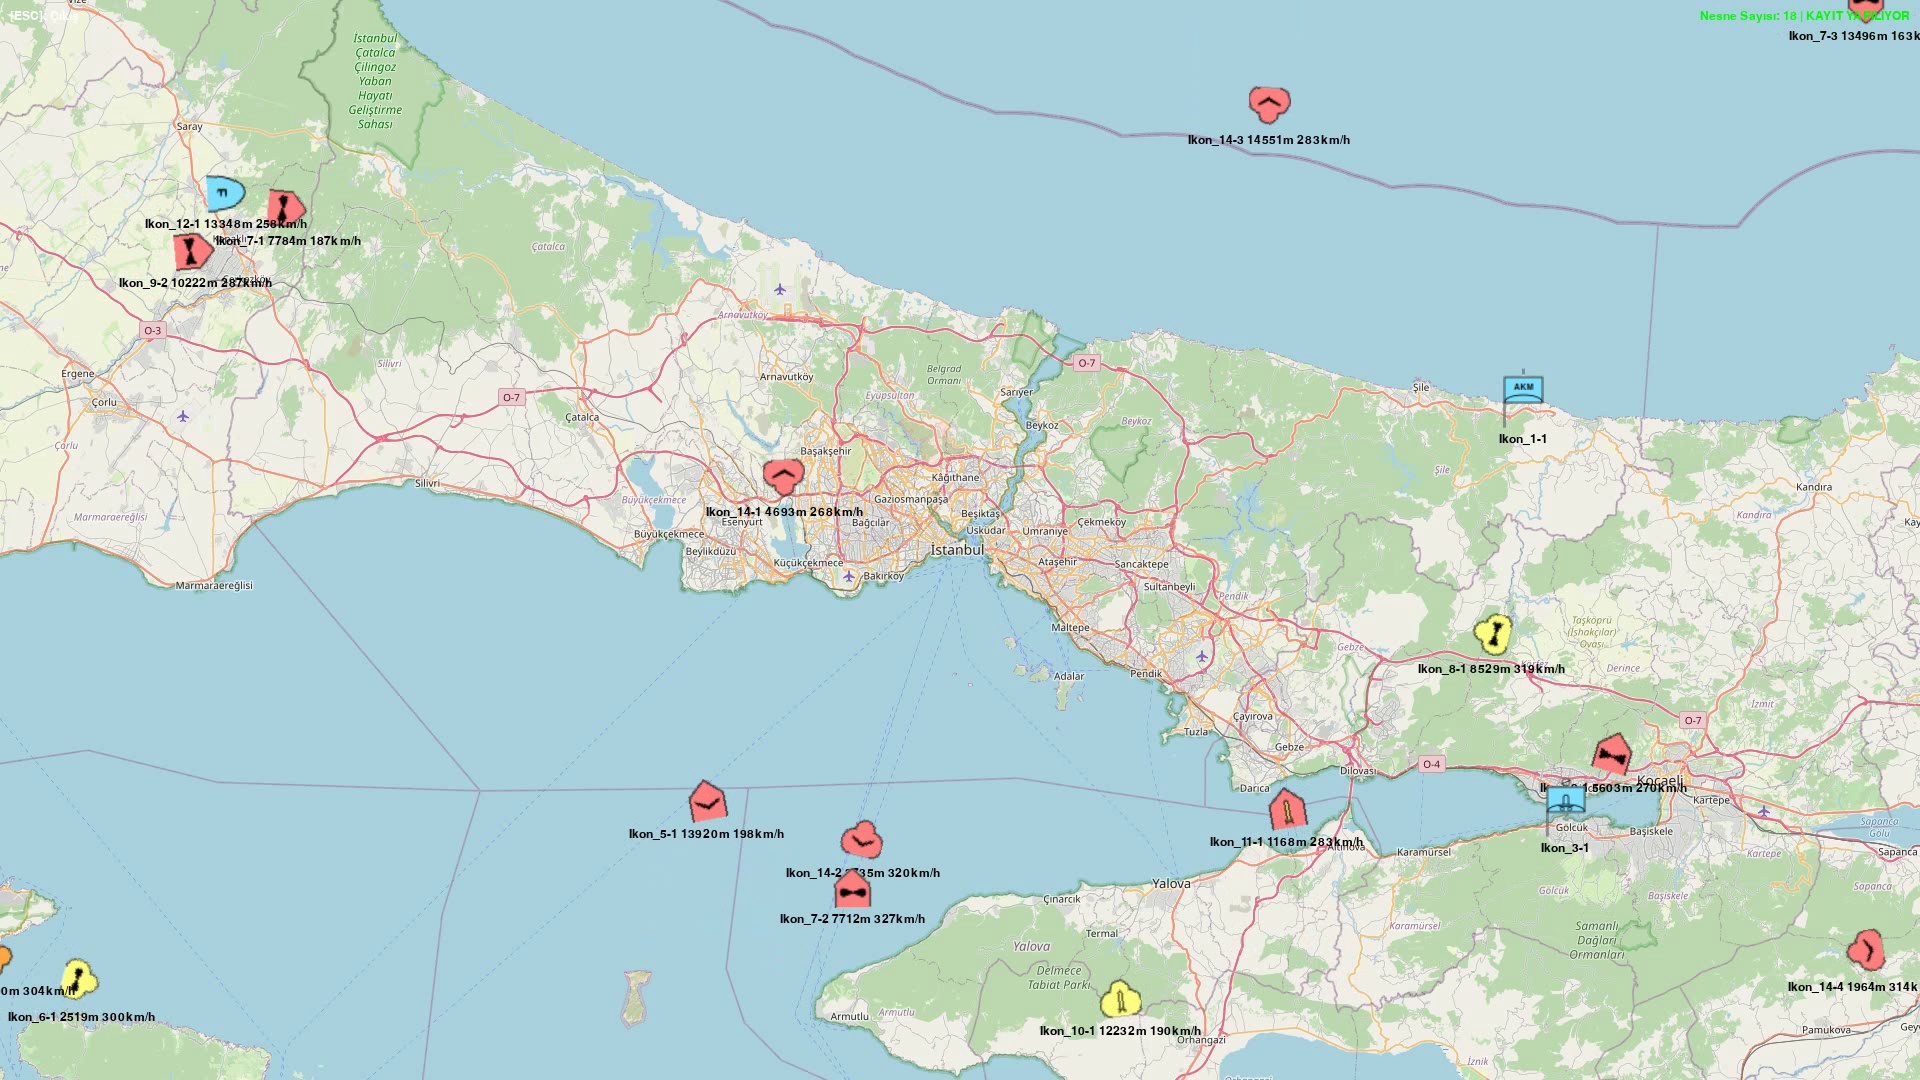 Vize
[ESC]: Çıkış
Nesne Sayısı: 18 | KAYIT YAPILIYOR
Ikon_7-3 13496m 163k
İstanbul
Çatalca
Çilingoz
Yaban
Hayatı
Geliştirme
Sahası
Saray
Ikon_14-3 14551m 283km/h
Ikon_12-1 13348m 258km/h
Ikon_7-1 7784m 187km/h
Çatalca
Ikon_9-2 10222m 287km/h
Çerkezköy
Arnavutköy
O-3
Silivri
Ergene
Çorlu
O-7
Çatalca
Arnavutköy
Belgrad
Ormanı
Eyüpsultan
Sarıyer
O-7
Beykoz
Beykoz
Şile
AKM
Ikon_1-1
Çorlu
Başakşehir
Kâğıthane
Gaziosmanpaşa
Silivri
Büyükçekmece
Şile
Kandıra
Kandıra
Marmaraereğlisi
Ikon_14-1 4693m 268km/h
Esenyurt
Bağcılar
Beşiktaş
Üsküdar
Ümraniye
Çekmeköy
Büyükçekmece
Beylikdüzü
Küçükçekmece
Bakırköy
İstanbul
Ataşehir
Sancaktepe
Sultanbeyli
Pendik
Marmaraereğlisi
Maltepe
Taşköprü
(İshakçılar)
Ovası
Gebze
Ikon_8-1 8529m 319km/h
Körfez
Derince
Pendik
Adalar
İzmit
Çayırova
Tuzla
Gebze
O-7
O-4
Dilovası
Darıca
Kocaeli
5603m 270km/h
Kartepe
Ikon_5-1 13920m 198km/h
Ikon_11-1 1168m 283km/h
Altınova
Gölcük
Başiskele
Ikon_3-1
Karamürsel
Sapanca
Gölü
Sapanca
Kartepe
Ikon_14-2 735m 320km/h
Ikon_7-2 7712m 327km/h
Yalova
Çınarcık
Termal
Yalova
Delmece
Tabiat Parkı
Gölcük
Başiskele
Sapanca
Karamürsel
Samanlı
Dağları
Ormanları
0m 304km/h
Ikon_6-1 2519m 300km/h
Armutlu
Armutlu
Ikon_10-1 12232m 190km/h
Orhangazi
Ikon_14-4 1964m 314k
Pamukova
Geyv
İznik
Orhangazi